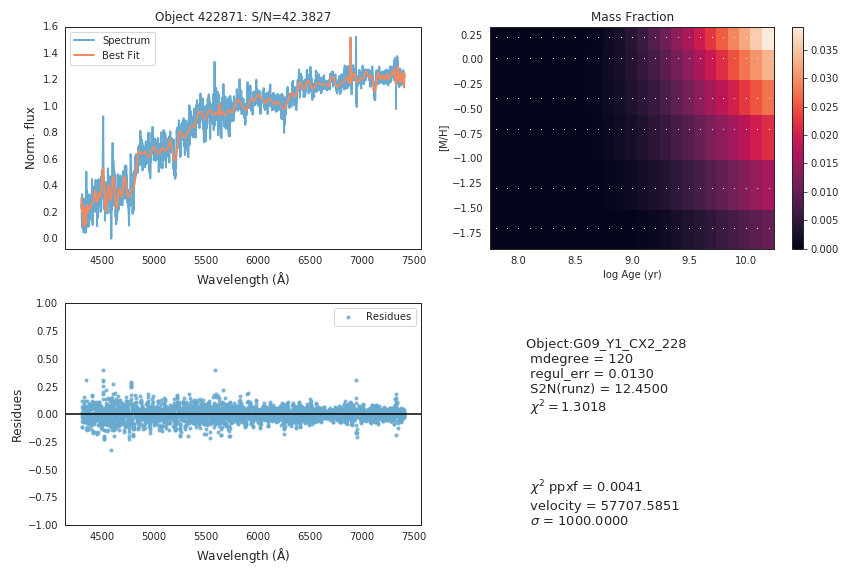 Object 422871: S/N=42.3827
Spectrum
Best Fit
Norm. flux
1.6
1.4
1.2
1.0
0.8
0.6
0.4
0.2
0.0
4500 5000 5500 6000 6500 7000 7500
Wavelength (Å)
Mass Fraction
[M/H]
0.25
0.00
−0.25
−0.50
−0.75
−1.00
−1.25
−1.50
−1.75
8.0 8.5 9.0 9.5 10.0
log Age (yr)
0.035
0.030
0.025
0.020
0.015
0.010
0.005
0.000
Residues
Residues
1.00
0.75
0.50
0.25
0.00
−0.25
−0.50
−0.75
−1.00
4500 5000 5500 6000 6500 7000 7500
Wavelength (Å)
Object:G09_Y1_CX2_228
mdegree = 120
regul_err = 0.0130
S2N(runz) = 12.4500
χ² = 1.3018
χ² ppxf = 0.0041
velocity = 57707.5851
σ = 1000.0000